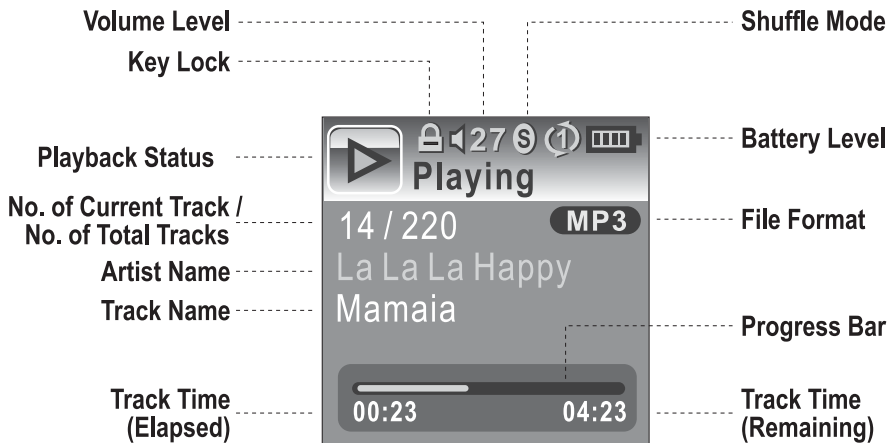 Volume Level
Shuffle Mode
Key Lock
27 S 1
Battery Level
Playback Status
Playing
No. of Current Track /
No. of Total Tracks
14 / 220
MP3
File Format
Artist Name
La La La Happy
Track Name
Mamaia
Progress Bar
Track Time
(Elapsed)
00:23
04:23
Track Time
(Remaining)